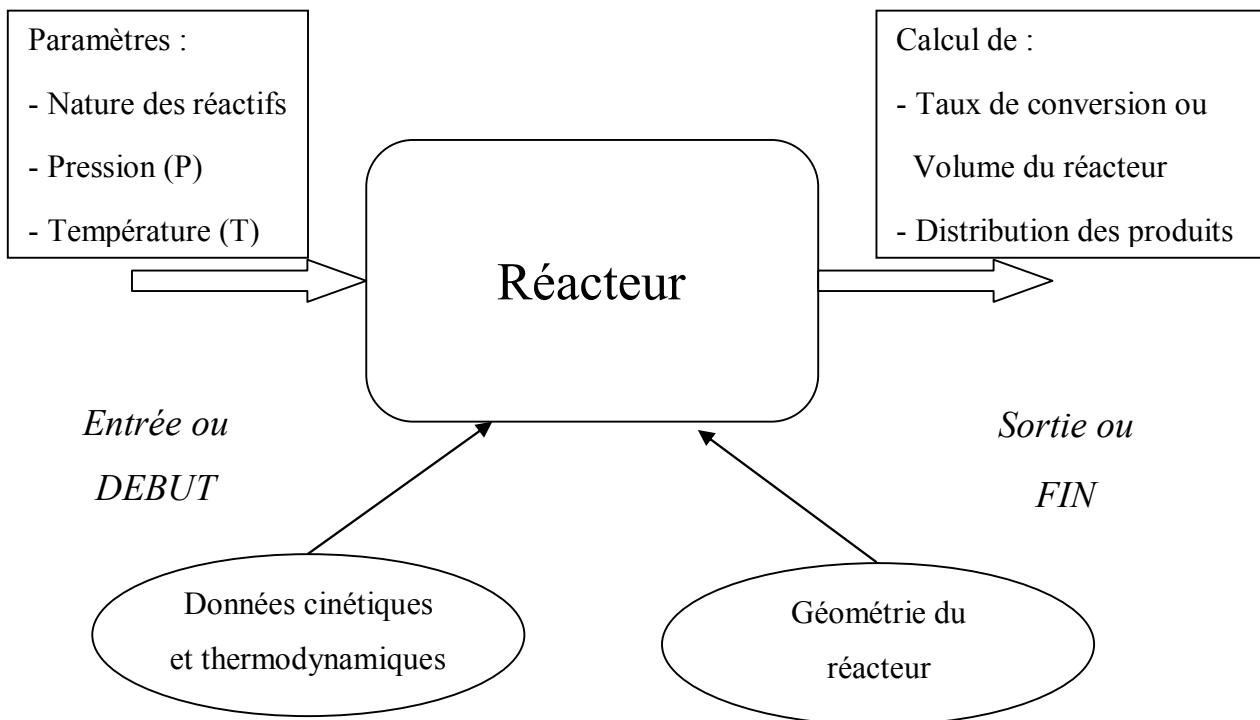 Paramètres :
- Nature des réactifs
- Pression (P)
- Température (T)
Calcul de :
- Taux de conversion ou
Volume du réacteur
- Distribution des produits
Réacteur
Entrée ou
DEBUT
Sortie ou
FIN
Données cinétiques
et thermodynamiques
Géométrie du
réacteur